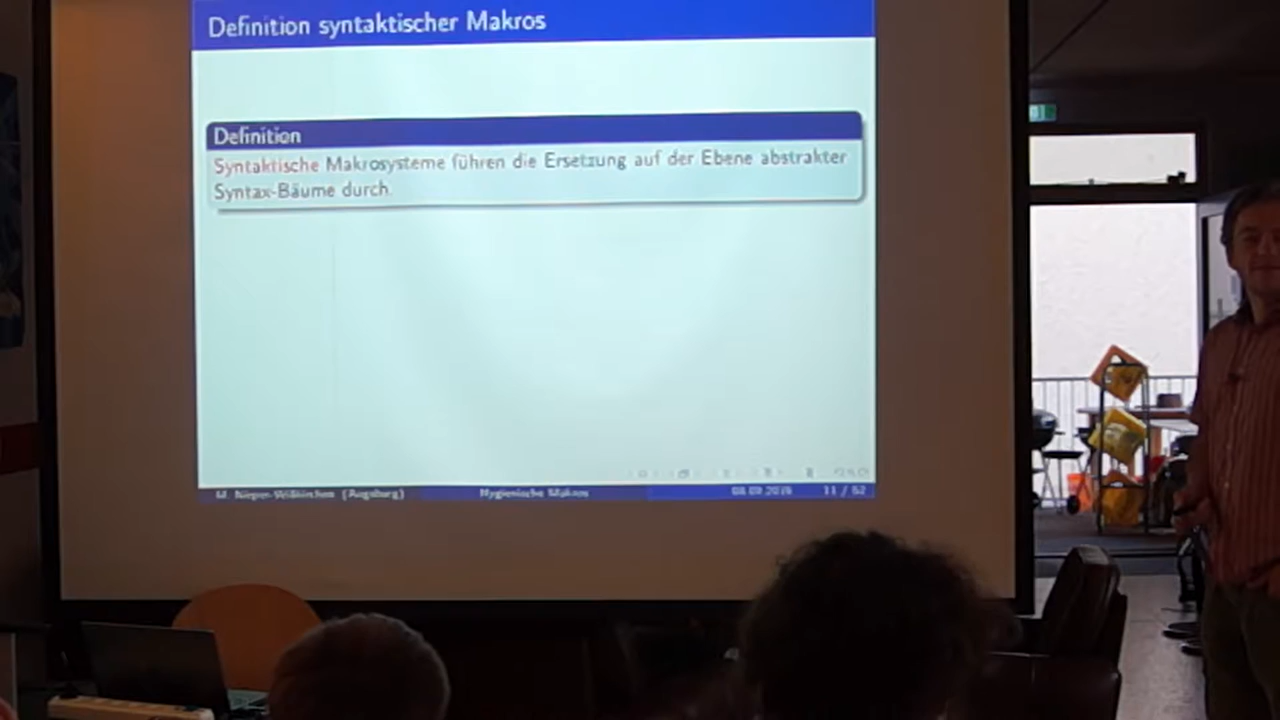 Definition syntaktischer Makros
Definition
Syntaktische Makrosysteme führen die Ersetzung auf der Ebene abstrakter
Syntax-Bäume durch.
(Augsburg)
Hygienische Makros
11 / 52